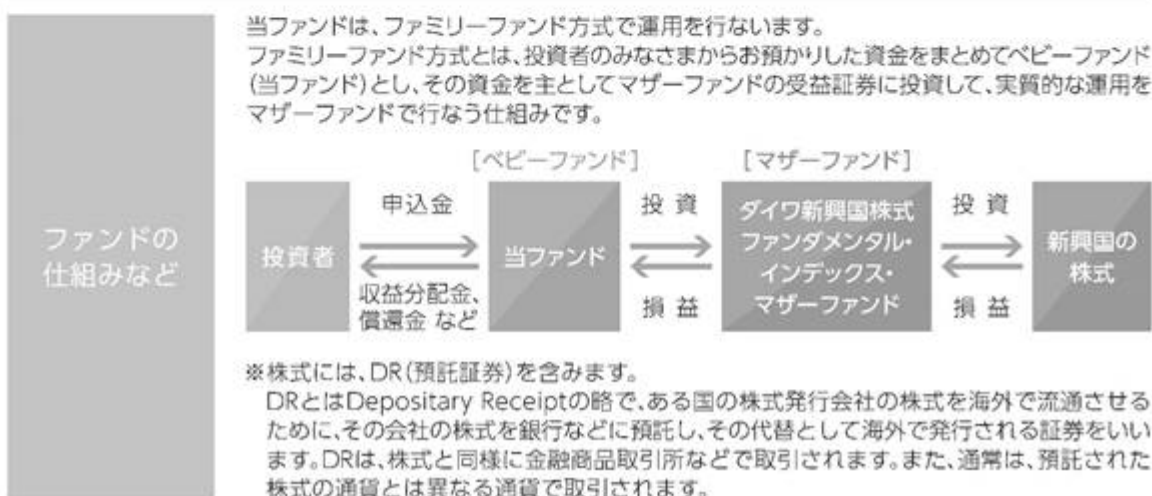 当ファンドは、ファミリーファンド方式で運用を行ないます。
ファミリーファンド方式とは、投資者のみなさまからお預かりした資金をまとめてベビーファンド
(当ファンド)とし、その資金を主としてマザーファンドの受益証券に投資して、実質的な運用を
マザーファンドで行なう仕組みです。
[ベビーファンド]
[マザーファンド]
ファンドの
仕組みなど
投資者
申込金
収益分配金、
償還金 など
当ファンド
投 資
損 益
ダイワ新興国株式
ファンダメンタル・
インデックス・
マザーファンド
投 資
損 益
新興国の
株式
※株式には、DR(預託証券)を含みます。
DRとはDepositary Receiptの略で、ある国の株式発行会社の株式を海外で流通させる
ために、その会社の株式を銀行などに預託し、その代替として海外で発行される証券をいい
ます。DRは、株式と同様に金融商品取引所などで取引されます。また、通常は、預託された
株式の通貨とは異なる通貨で取引されます。